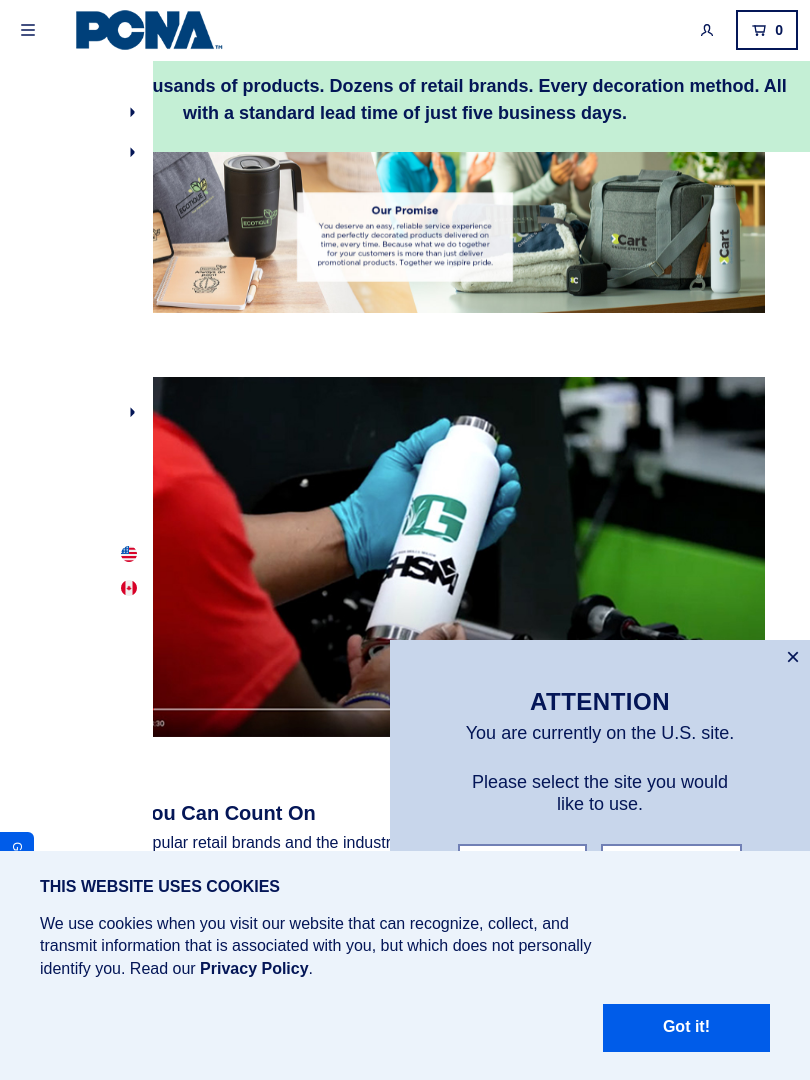 PCNA
TM
0
usands of products. Dozens of retail brands. Every decoration method. All
with a standard lead time of just five business days.
ECOTIQUE
ECOTIQUE
Our Promise
You deserve an easy, reliable service experience
and perfectly decorated products delivered on
time, every time. Because what we do together
for your customers is more than just deliver
promotional products. Together we inspire pride.
Cart
Cart
G
GHSM
:30
ATTENTION
You are currently on the U.S. site.
Please select the site you would
like to use.
ou Can Count On
pular retail brands and the industr
G
THIS WEBSITE USES COOKIES
We use cookies when you visit our website that can recognize, collect, and
transmit information that is associated with you, but which does not personally
identify you. Read our Privacy Policy.
Got it!